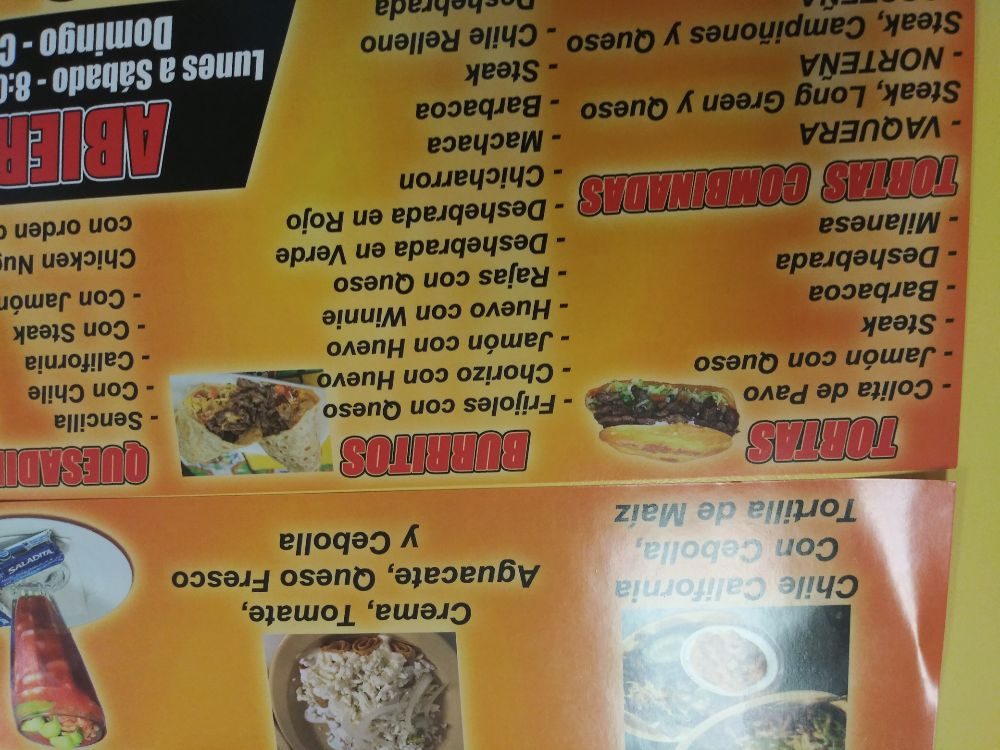 Chile California
Con Cebolla,
Tortilla de Maíz
Crema, Tomate,
Aguacate, Queso Fresco
y Cebolla
SALADITA
TORTAS
- Colita de Pavo
- Jamón con Queso
- Steak
- Barbacoa
- Deshebrada
- Milanesa
TORTAS COMBINADAS
- VAQUERA
Steak, Long Green y Queso
- NORTEÑA
Steak, Campiñones y Queso
BURRITOS
- Frijoles con Queso
- Chorizo con Huevo
- Jamón con Huevo
- Huevo con Winnie
- Rajas con Queso
- Deshebrada en Verde
- Deshebrada en Rojo
- Chicharron
- Machaca
- Barbacoa
- Steak
- Chile Relleno
Deshebrada
QUESADI
- Sencilla
- Con Chile
- California
- Con Steak
- Con Jamón
Chicken Nug
con orden
ABIER
Lunes a Sábado - 8:0
Domingo - C